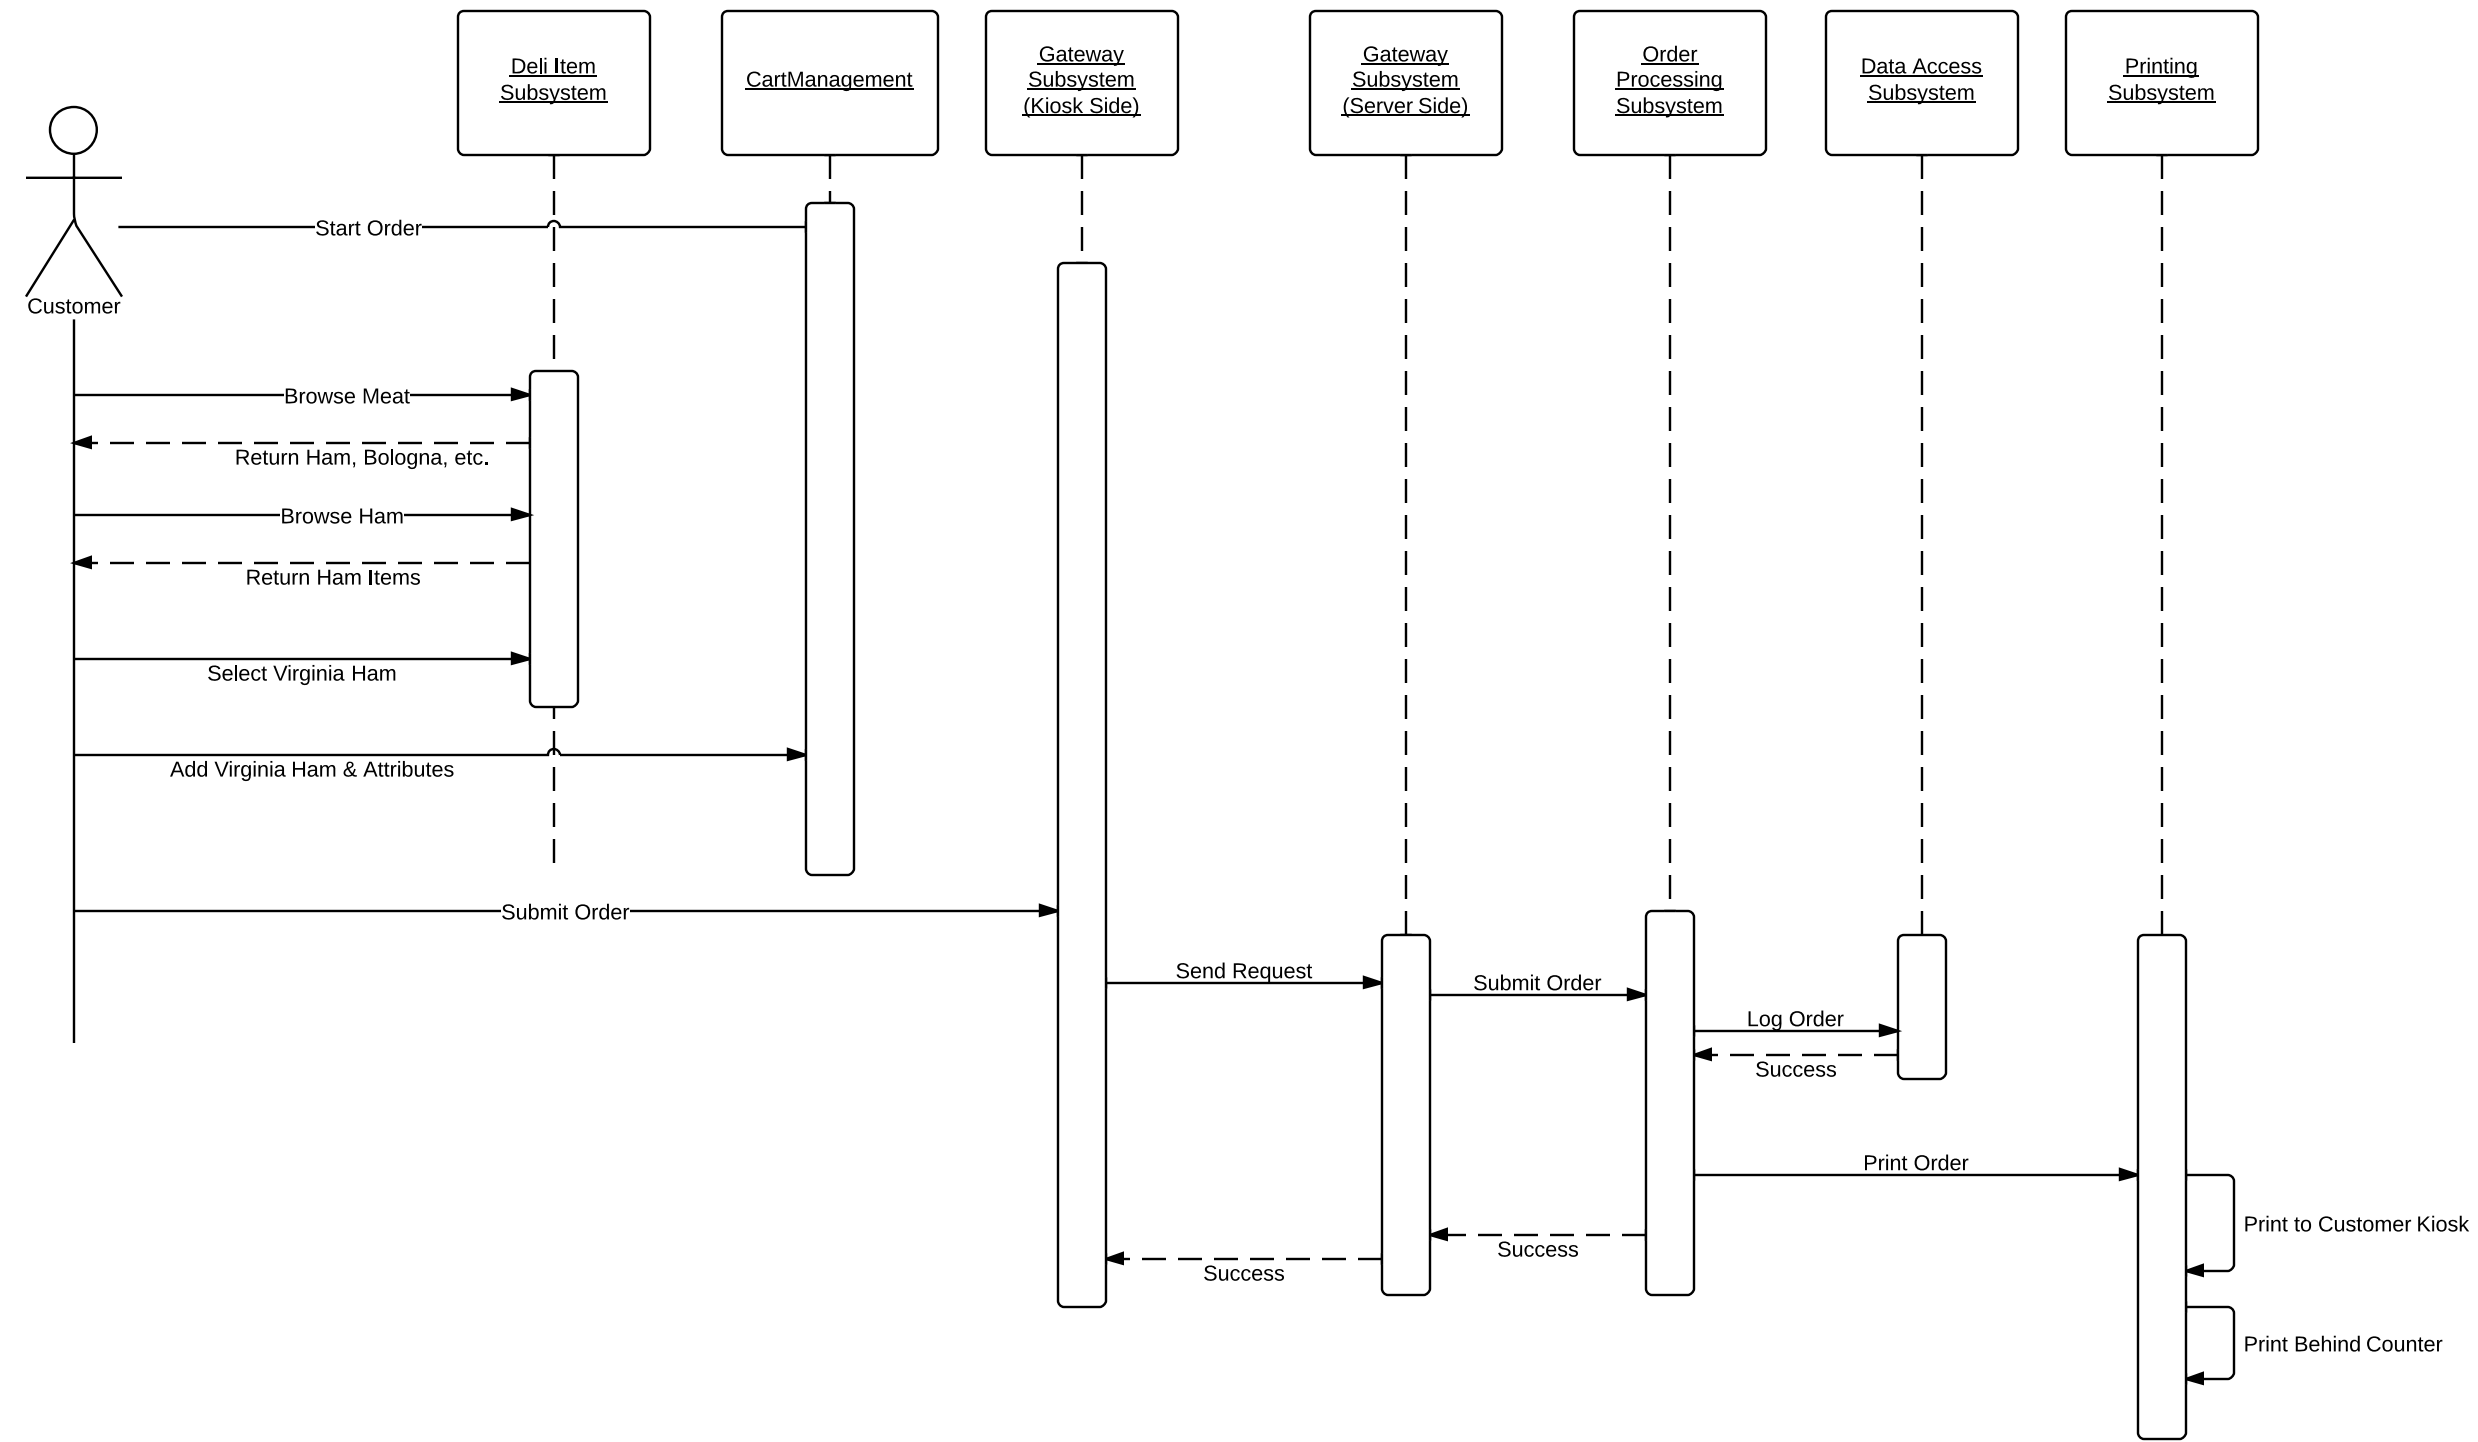 Deli Item
Subsystem
CartManagement
Gateway
Subsystem
(Kiosk Side)
Gateway
Subsystem
(Server Side)
Order
Processing
Subsystem
Data Access
Subsystem
Printing
Subsystem
Start Order
Customer
Browse Meat
Return Ham, Bologna, etc.
Browse Ham
Return Ham Items
Select Virginia Ham
Add Virginia Ham & Attributes
Submit Order
Send Request
Submit Order
Log Order
Success
Print Order
Print to Customer Kiosk
Success
Success
Print Behind Counter